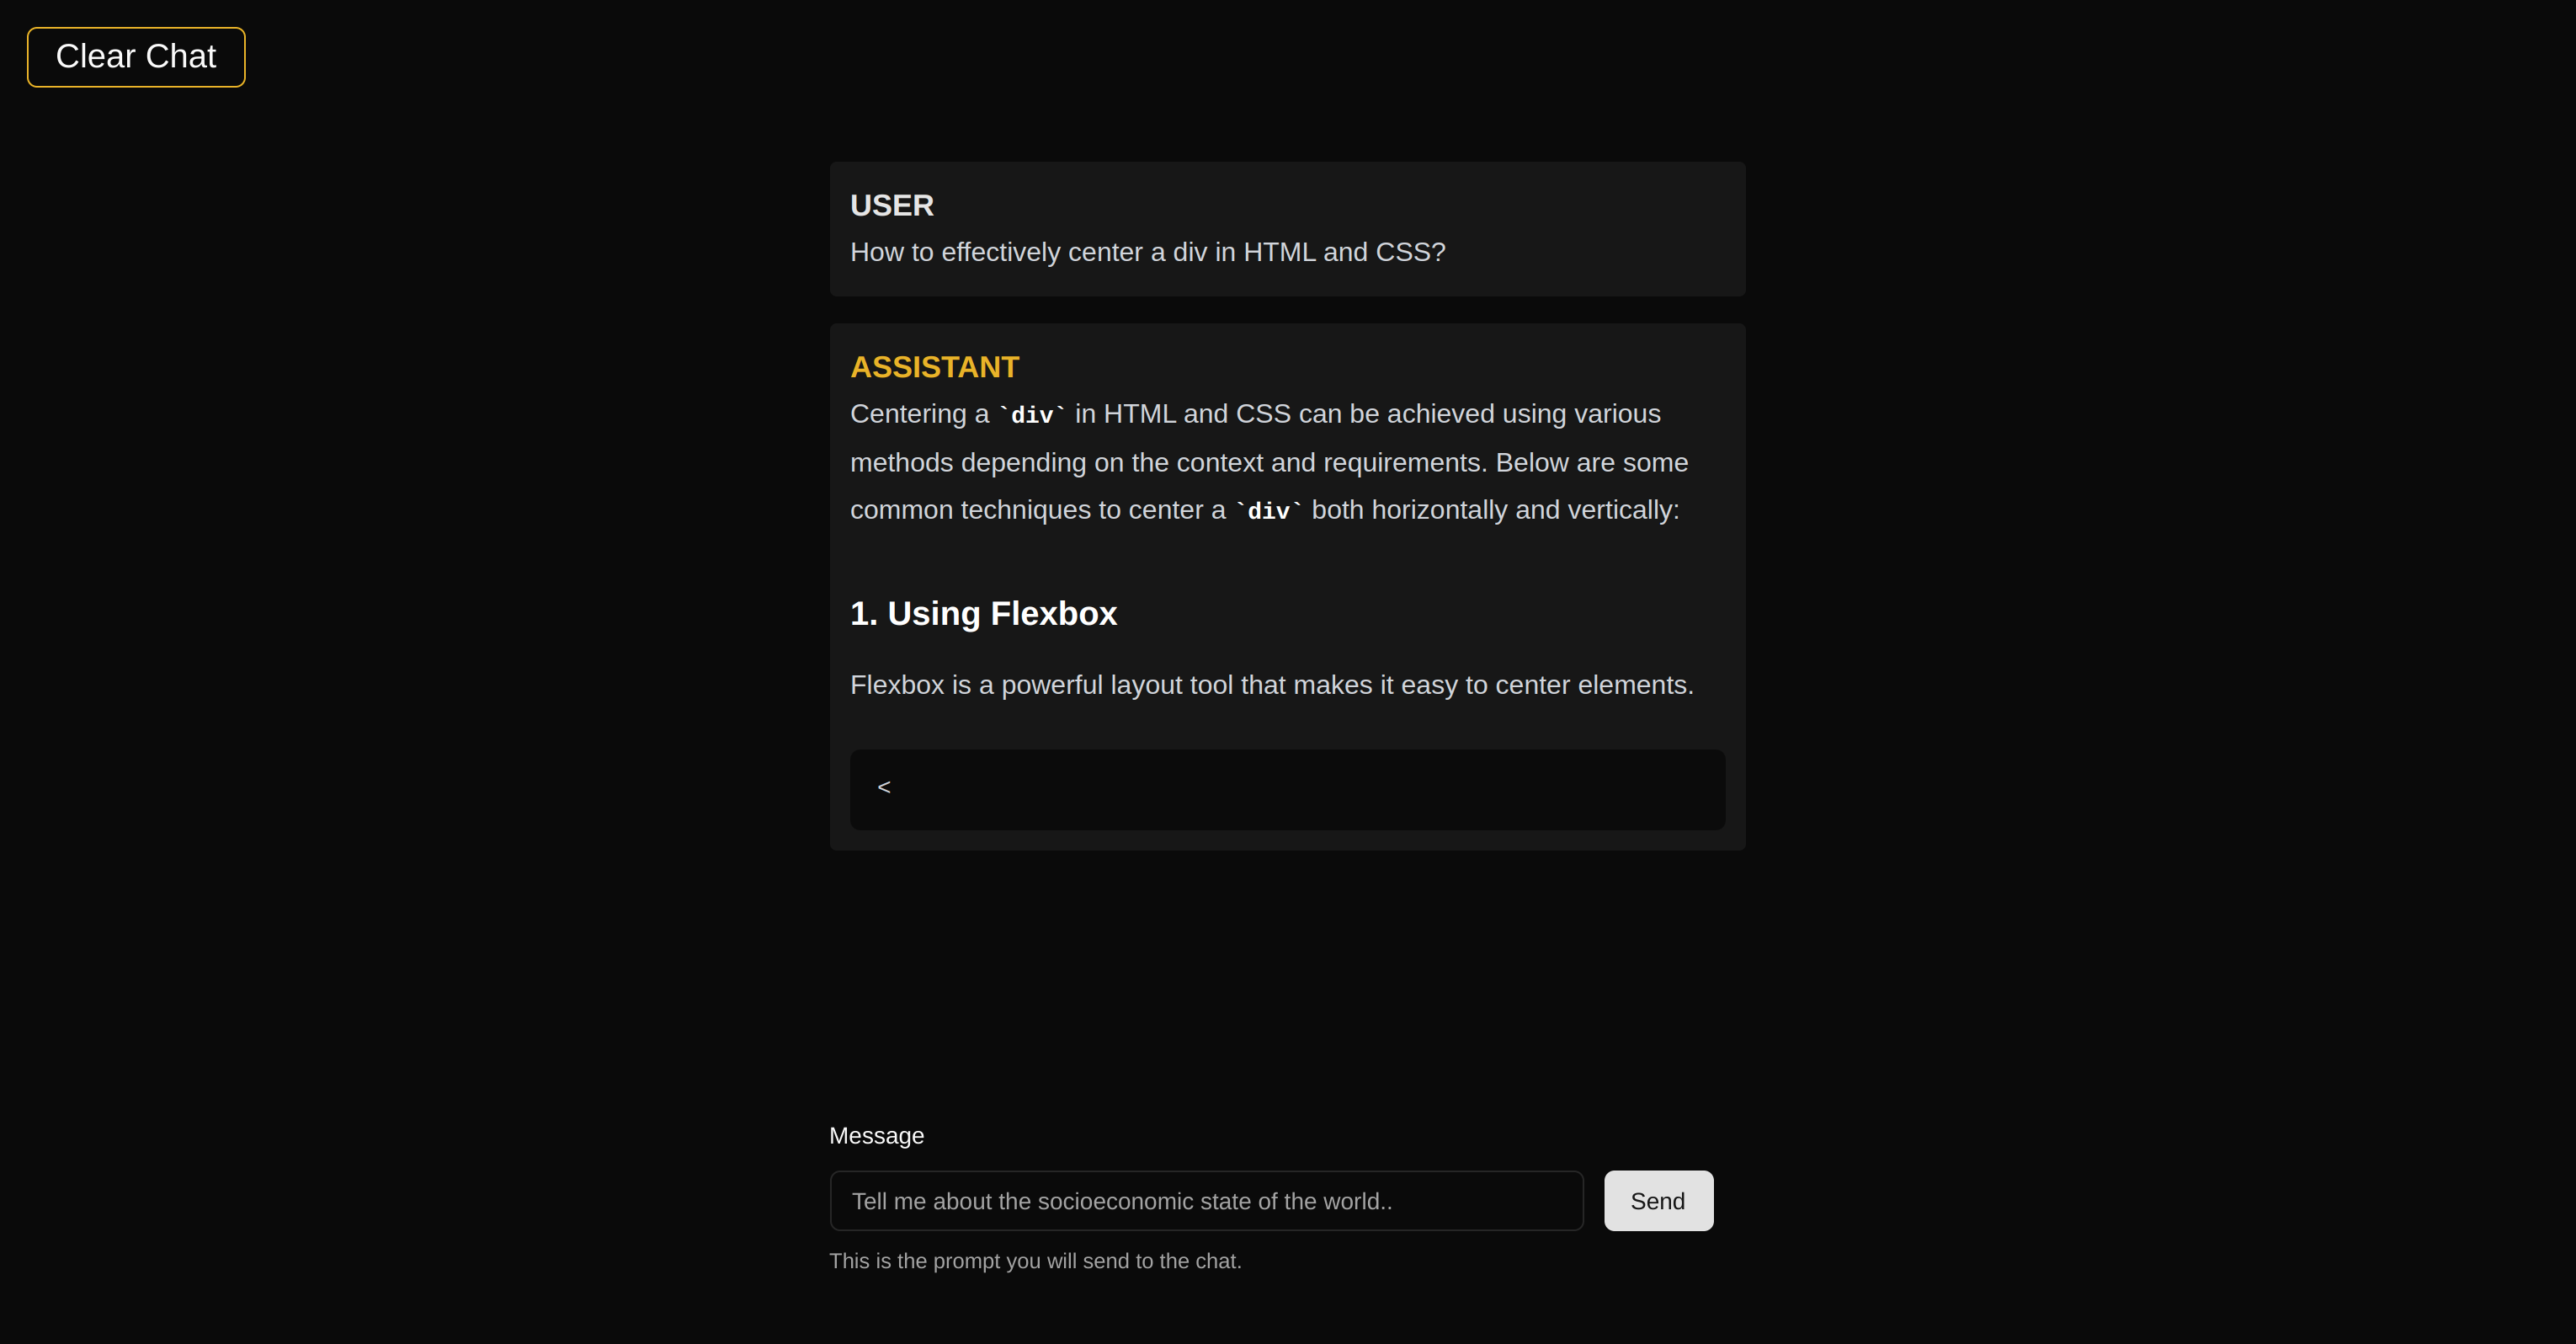 Clear Chat
USER
How to effectively center a div in HTML and CSS?
ASSISTANT
Centering a `div` in HTML and CSS can be achieved using various
methods depending on the context and requirements. Below are some
common techniques to center a `div` both horizontally and vertically:
1. Using Flexbox
Flexbox is a powerful layout tool that makes it easy to center elements.
<
Message
Tell me about the socioeconomic state of the world..
Send
This is the prompt you will send to the chat.